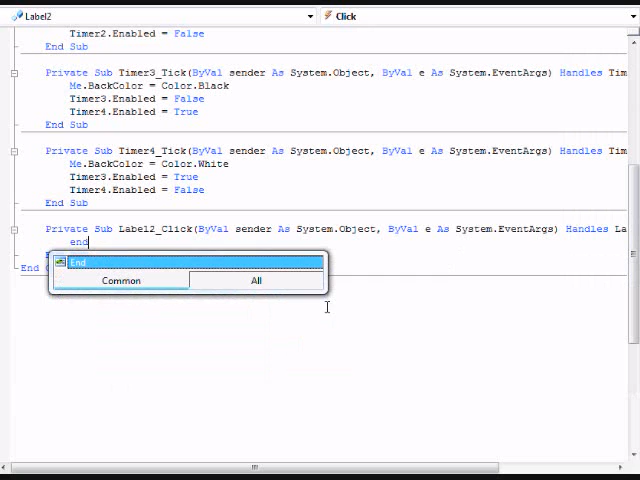 Label2 Click
Timer2.Enabled = False
End Sub
Private Sub Timer3_Tick(ByVal sender As System.Object, ByVal e As System.EventArgs) Handles Tim
Me.BackColor = Color.Black
Timer3.Enabled = False
Timer4.Enabled = True
End Sub
Private Sub Timer4_Tick(ByVal sender As System.Object, ByVal e As System.EventArgs) Handles Tim
Me.BackColor = Color.White
Timer3.Enabled = True
Timer4.Enabled = False
End Sub
Private Sub Label2_Click(ByVal sender As System.Object, ByVal e As System.EventArgs) Handles La
end
End
End
Common All